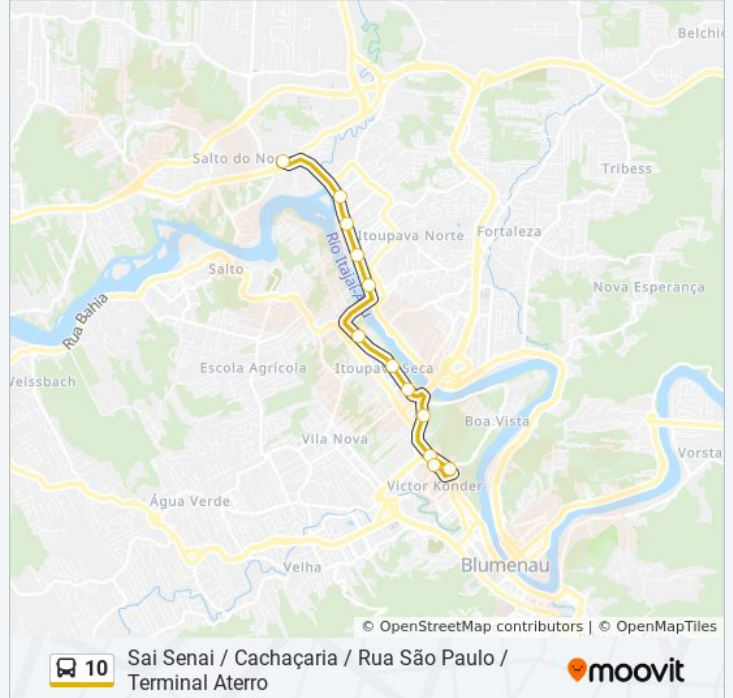 Belchio
Salto do Nor
Tribess
Itoupava Norte
Fortaleza
Rio Itajaí-A
u
Salto
Nova Esperança
Rua Bahia
Weissbach
Escola Agrícola
Itoupava Seca
Boa Vista
Vila Nova
Vorsta
Victor Konder
Água Verde
Blumenau
Velha
© OpenStreetMap contributors | © OpenMapTiles
10
Sai Senai / Cachaçaria / Rua São Paulo /
Terminal Aterro
moovit